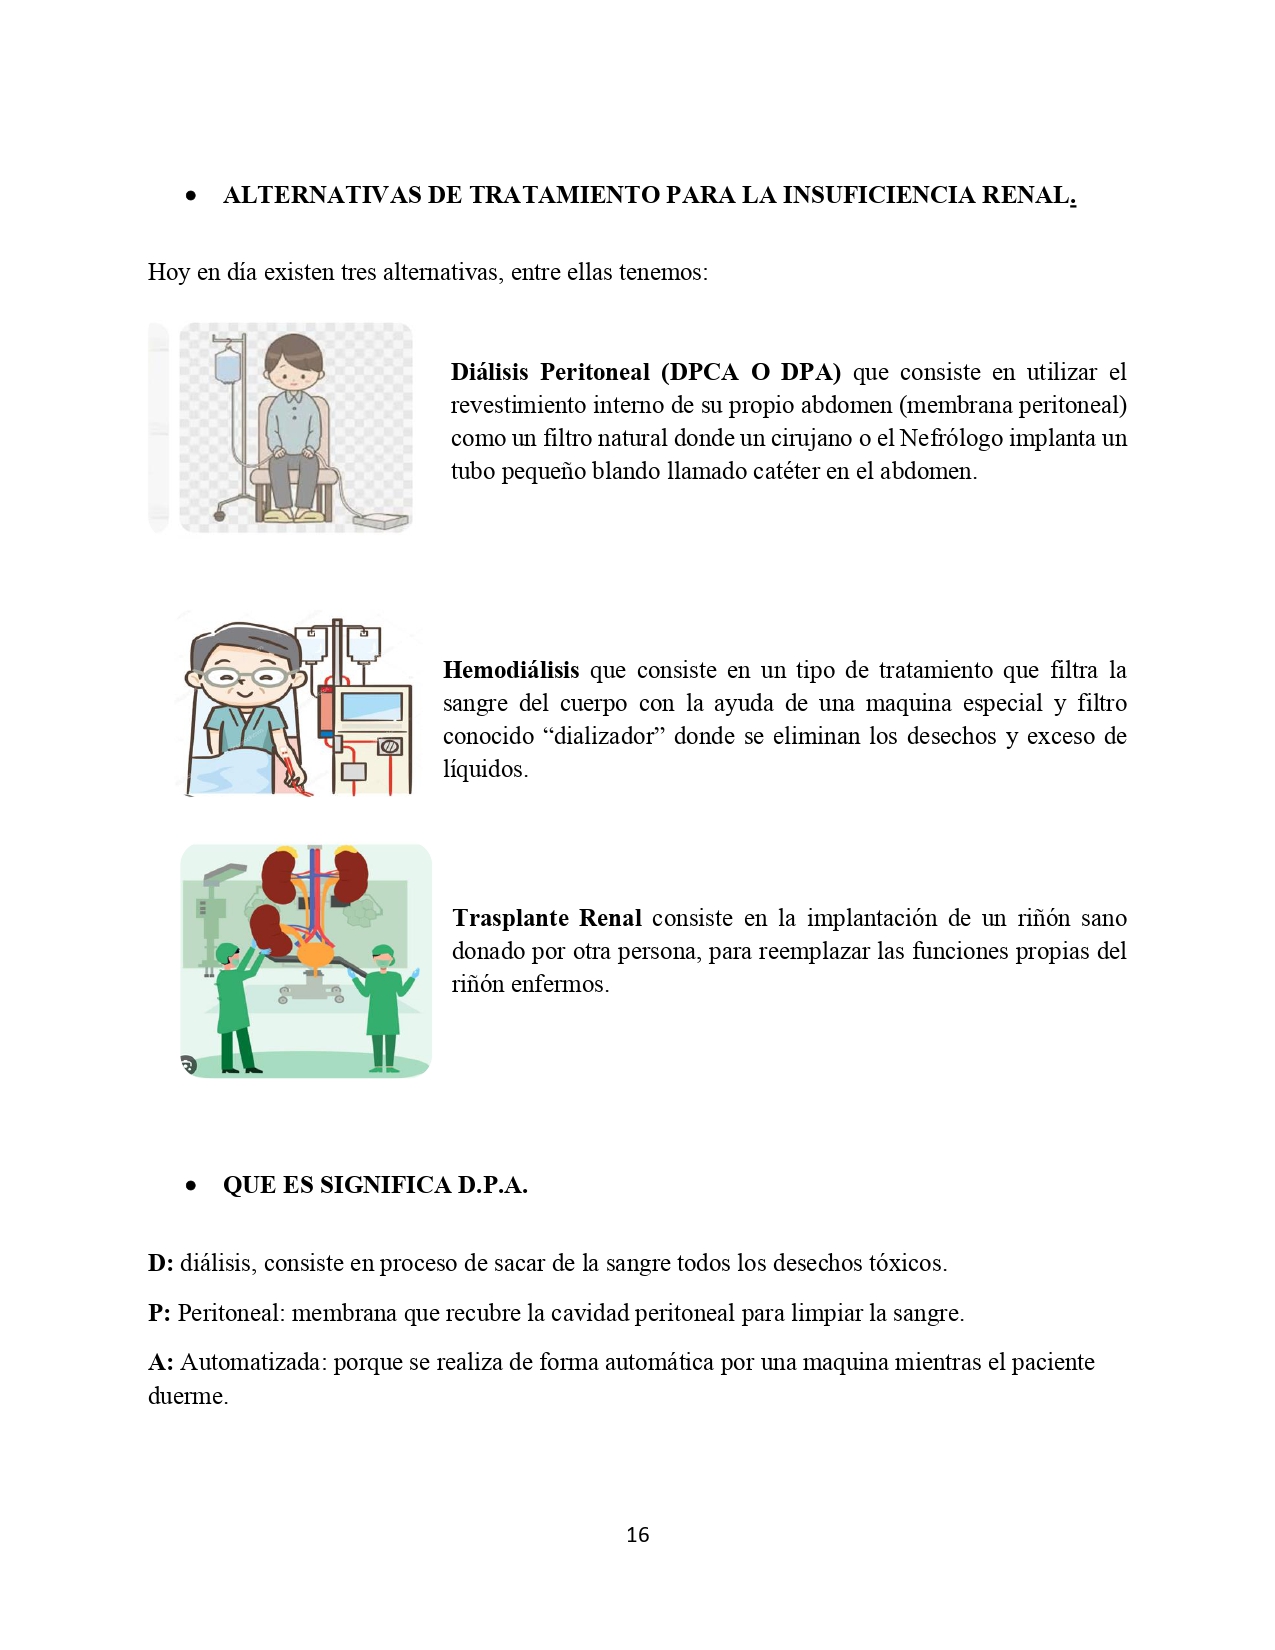 • ALTERNATIVAS DE TRATAMIENTO PARA LA INSUFICIENCIA RENAL.
Hoy en día existen tres alternativas, entre ellas tenemos:
Diálisis Peritoneal (DPCA O DPA) que consiste en utilizar el
revestimiento interno de su propio abdomen (membrana peritoneal)
como un filtro natural donde un cirujano o el Nefrólogo implanta un
tubo pequeño blando llamado catéter en el abdomen.
Hemodiálisis que consiste en un tipo de tratamiento que filtra la
sangre del cuerpo con la ayuda de una maquina especial y filtro
conocido “dializador” donde se eliminan los desechos y exceso de
líquidos.
Trasplante Renal consiste en la implantación de un riñón sano
donado por otra persona, para reemplazar las funciones propias del
riñón enfermos.
• QUE ES SIGNIFICA D.P.A.
D: diálisis, consiste en proceso de sacar de la sangre todos los desechos tóxicos.
P: Peritoneal: membrana que recubre la cavidad peritoneal para limpiar la sangre.
A: Automatizada: porque se realiza de forma automática por una maquina mientras el paciente
duerme.
16